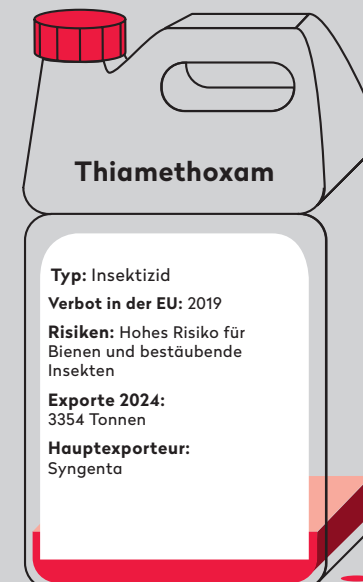 Thiamethoxam
Typ: Insektizid
Verbot in der EU: 2019
Risiken: Hohes Risiko für
Bienen und bestäubende
Insekten
Exporte 2024:
3354 Tonnen
Hauptexporteur:
Syngenta